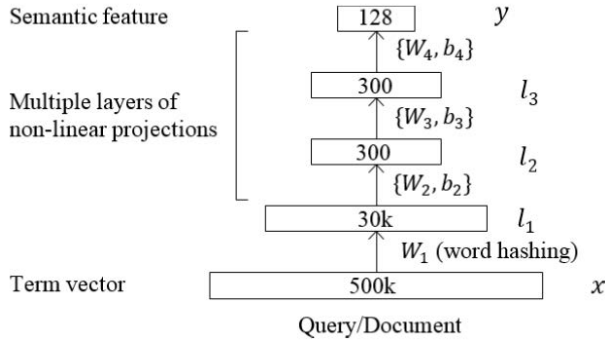 Semantic feature 128 y
{W₄, b₄}
300 l₃
Multiple layers of
non-linear projections
{W₃, b₃}
300 l₂
{W₂, b₂}
30k l₁
W₁ (word hashing)
Term vector 500k x
Query/Document